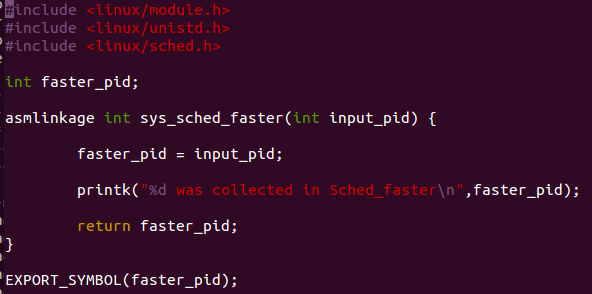 #include <linux/module.h>
#include <linux/unistd.h>
#include <linux/sched.h>
int faster_pid;
asmlinkage int sys_sched_faster(int input_pid) {
faster_pid = input_pid;
printk("%d was collected in Sched_faster\n",faster_pid);
return faster_pid;
}
EXPORT_SYMBOL(faster_pid);